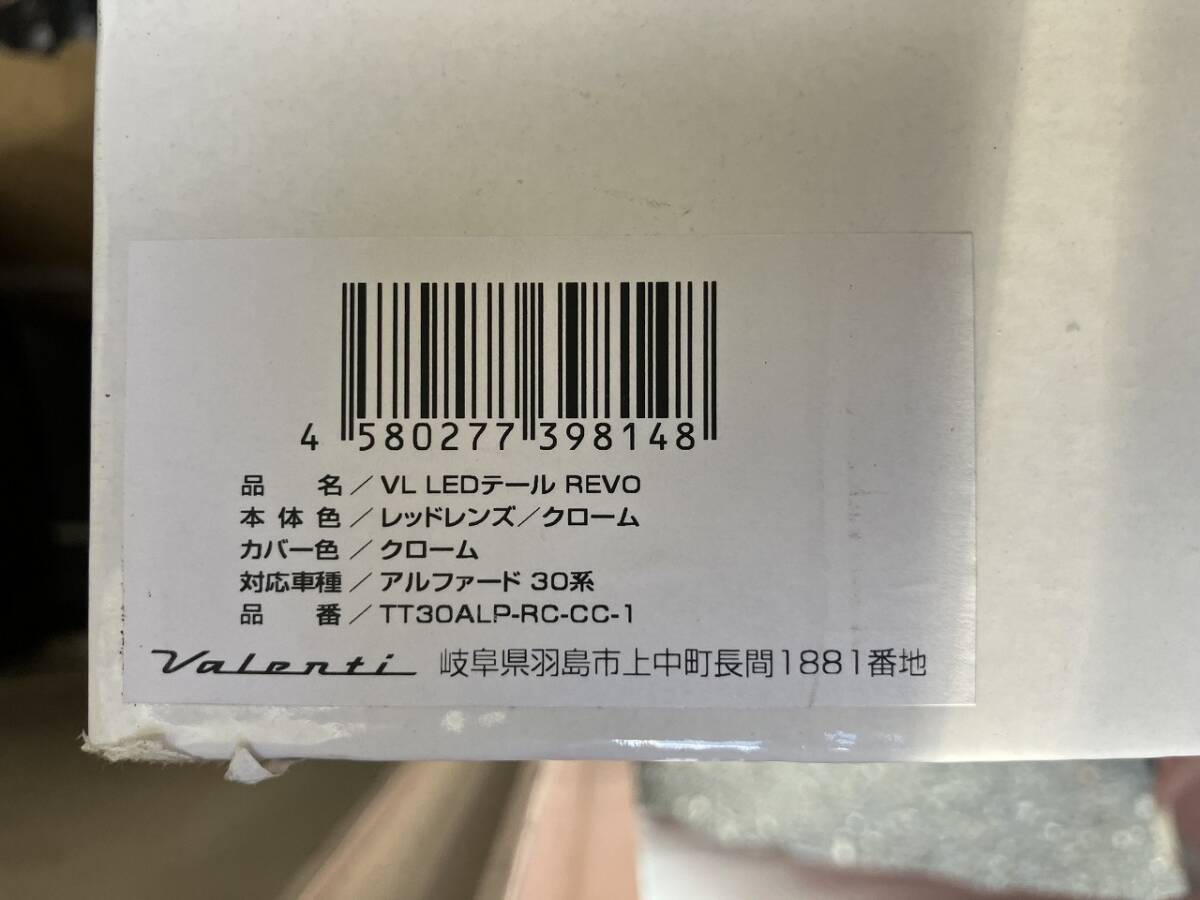 4 580277 398148
品 名/VL LEDテール REVO
本体色/レッドレンズ/クローム
カバー色/クローム
対応車種/アルファード 30系
品 番/TT30ALP-RC-CC-1
Valenti 岐阜県羽島市上中町長間1881番地